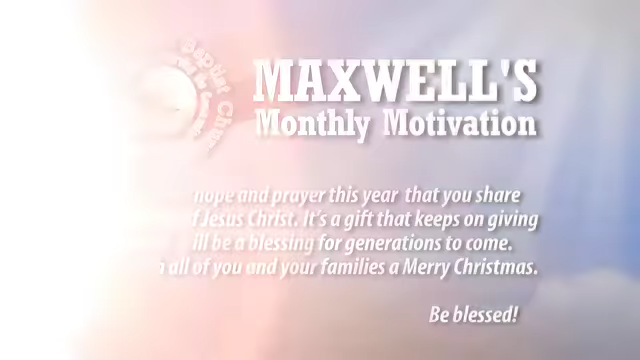 Baptist
MAXWELL'S
Monthly Motivation
hope and prayer this year that you share
Jesus Christ. It's a gift that keeps on giving
be a blessing for generations to come.
all of you and your families a Merry Christmas.
Be blessed!